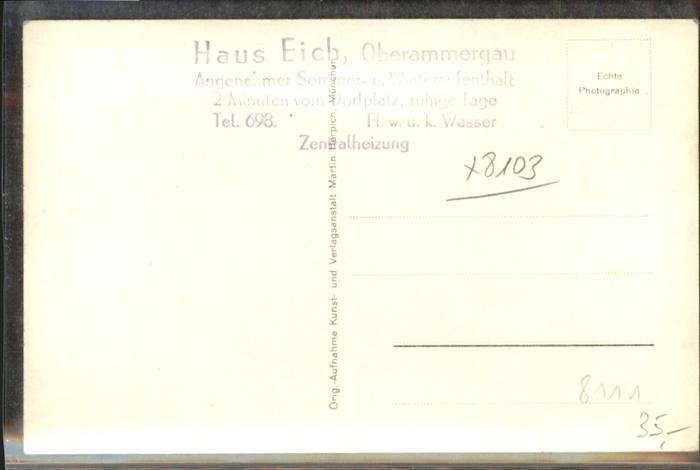 Haus Eich, Oberammergau
Angenehmer Sommer- u. Winteraufenthalt
2 Minuten vom Dorfplatz, ruhige Lage
Tel. 698. Fl. w. u. k. Wasser
Zentralheizung
Echte
Photographie
x8103
Orig.-Aufnahme Kunst- und Verlagsanstalt Martin Herpich, München
8111
35,-